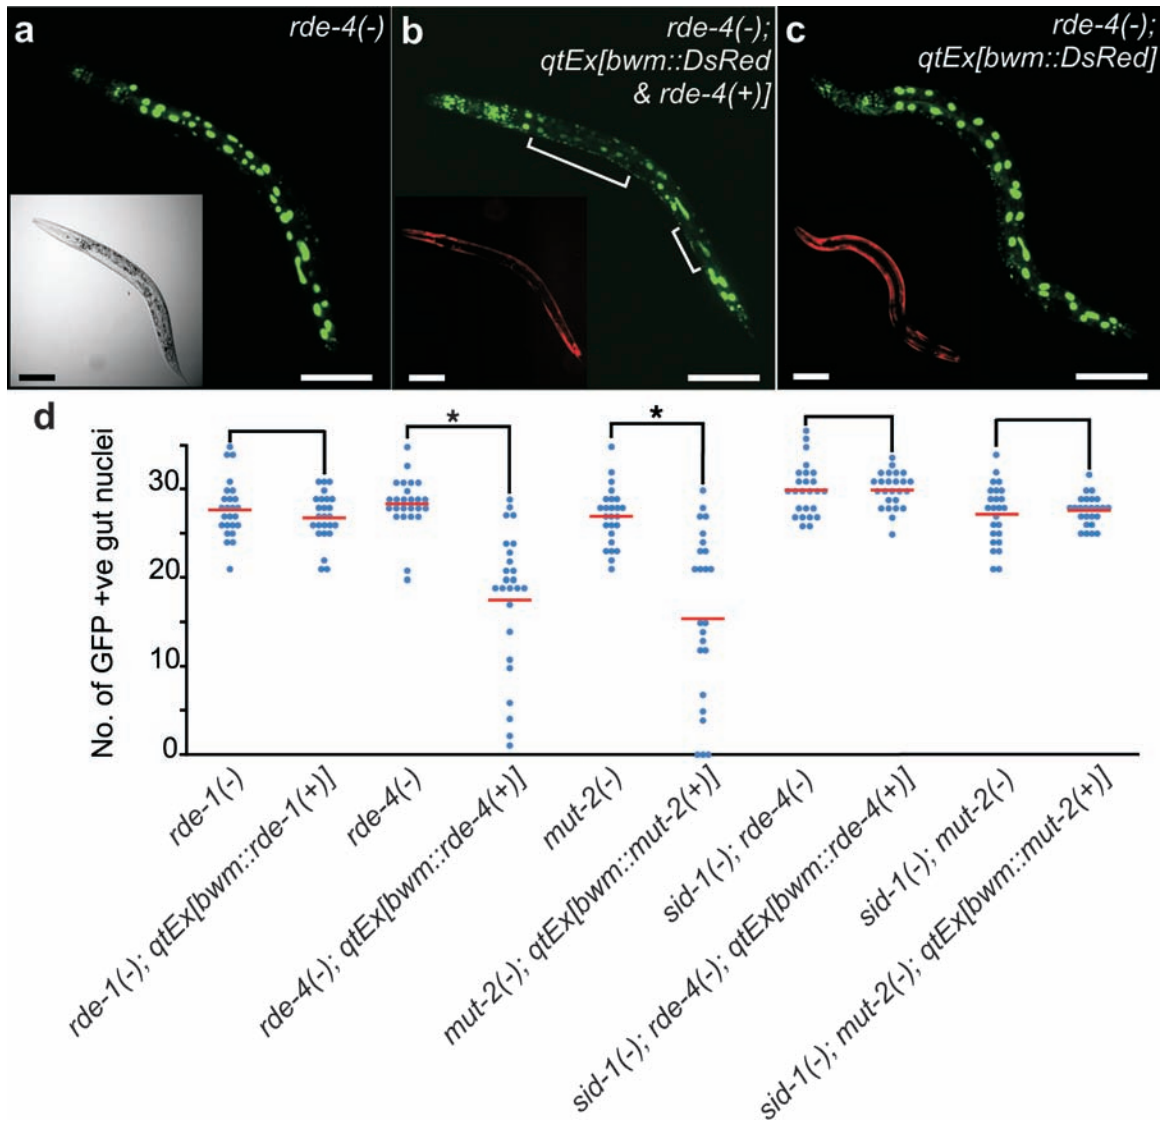 a
rde-4(-)
b
rde-4(-);
qtEx[bwm::DsRed
& rde-4(+)]
c
rde-4(-);
qtEx[bwm::DsRed]
d
*
*
No. of GFP +ve gut nuclei
30
20
10
0
rde-1(-)
rde-1(-); qtEx[bwm::rde-1(+)]
rde-4(-)
rde-4(-); qtEx[bwm::rde-4(+)]
mut-2(-)
mut-2(-); qtEx[bwm::mut-2(+)]
sid-1(-); rde-4(-)
sid-1(-); rde-4(-); qtEx[bwm::rde-4(+)]
sid-1(-); mut-2(-)
sid-1(-); mut-2(-); qtEx[bwm::mut-2(+)]